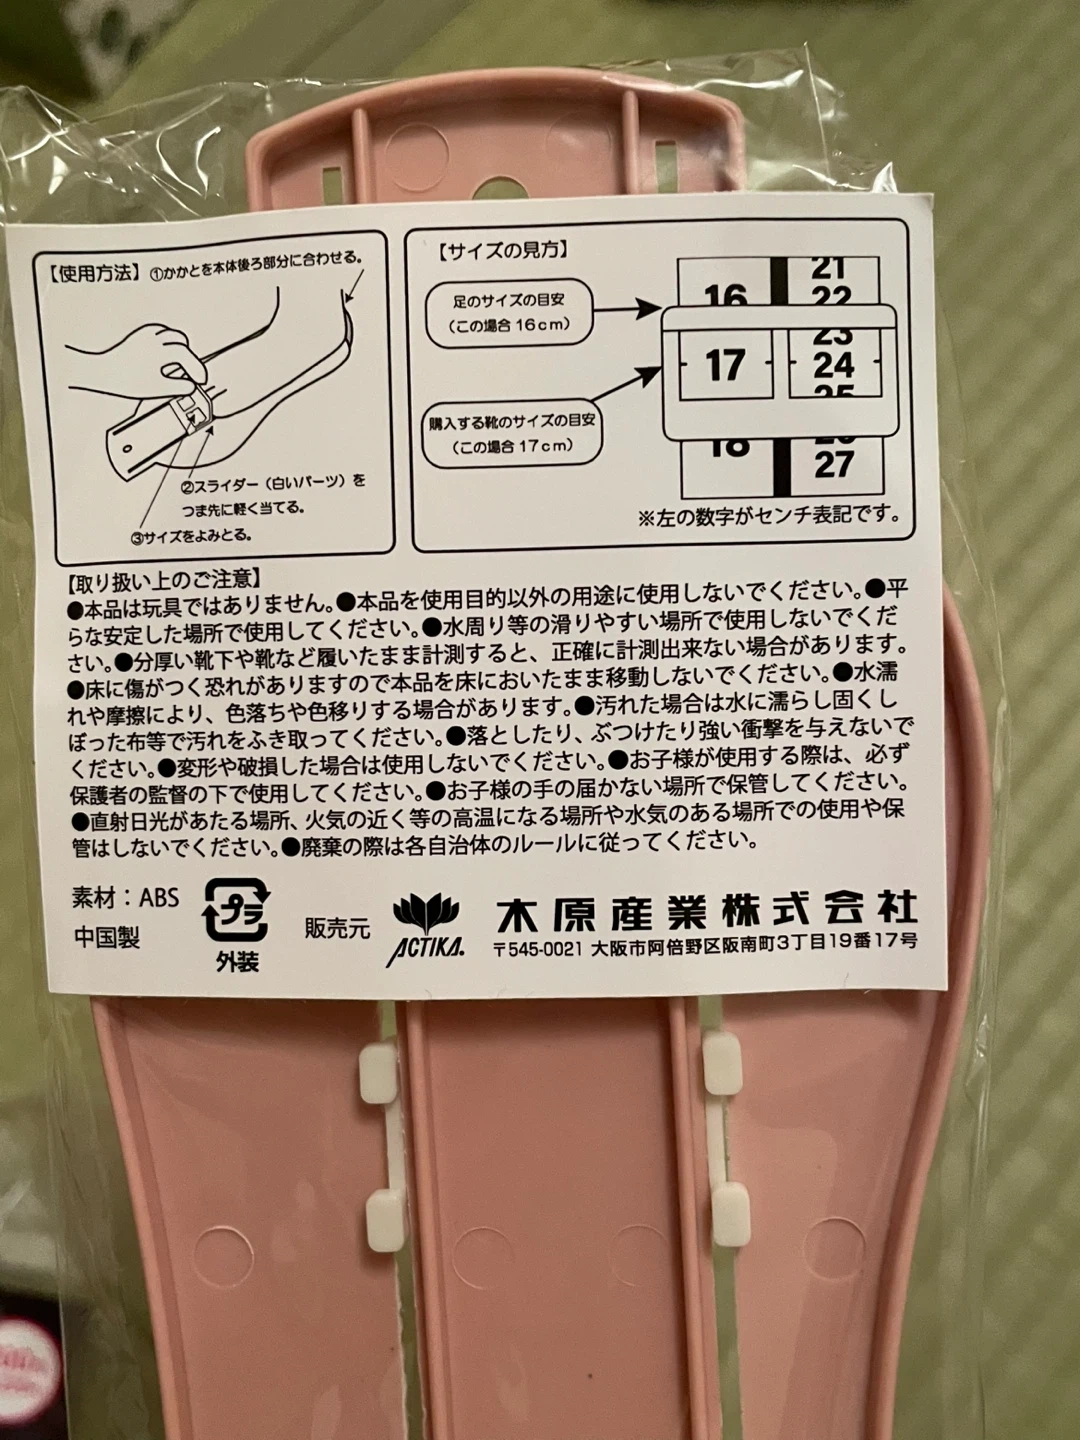 【使用方法】①かかとを本体後ろ部分に合わせる。
②スライダー（白いパーツ）を
つま先に軽く当てる。
③サイズをよみとる。
【サイズの見方】
足のサイズの目安
（この場合16cm）
購入する靴のサイズの目安
（この場合17cm）
21
16 22
23
17 24
25
18
27
※左の数字がセンチ表記です。
【取り扱い上のご注意】
●本品は玩具ではありません。●本品を使用目的以外の用途に使用しないでください。●平
らな安定した場所で使用してください。●水周り等の滑りやすい場所で使用しないでくだ
さい。●分厚い靴下や靴など履いたまま計測すると、正確に計測出来ない場合があります。
●床に傷がつく恐れがありますので本品を床においたまま移動しないでください。●水濡
れや摩擦により、色落ちや色移りする場合があります。●汚れた場合は水に濡らし固くし
ぼった布等で汚れをふき取ってください。●落としたり、ぶつけたり強い衝撃を与えないで
ください。●変形や破損した場合は使用しないでください。●お子様が使用する際は、必ず
保護者の監督の下で使用してください。●お子様の手の届かない場所で保管してください。
●直射日光があたる場所、火気の近く等の高温になる場所や水気のある場所での使用や保
管はしないでください。●廃棄の際は各自治体のルールに従ってください。
素材：ABS
中国製
プラ
外装
販売元
ACTIKA.
木原産業株式会社
〒545-0021 大阪市阿倍野区阪南町3丁目19番17号